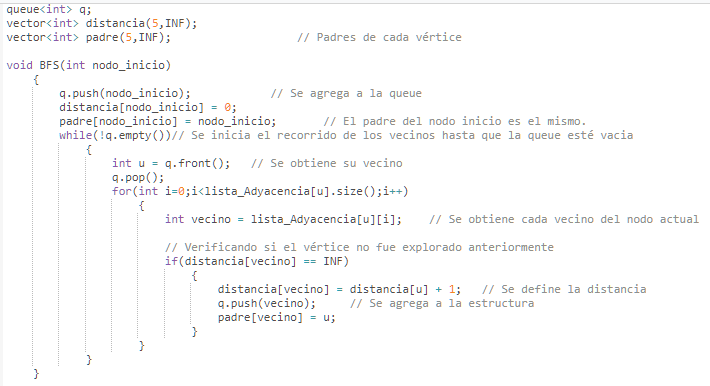 queue<int> q;
vector<int> distancia(5,INF);
vector<int> padre(5,INF);                   // Padres de cada vértice

void BFS(int nodo_inicio)
    {
        q.push(nodo_inicio);            // Se agrega a la queue
        distancia[nodo_inicio] = 0;
        padre[nodo_inicio] = nodo_inicio;       // El padre del nodo inicio es el mismo.
        while(!q.empty())// Se inicia el recorrido de los vecinos hasta que la queue esté vacia
            {
                int u = q.front();   // Se obtiene su vecino
                q.pop();
                for(int i=0;i<lista_Adyacencia[u].size();i++)
                    {
                        int vecino = lista_Adyacencia[u][i];    // Se obtiene cada vecino del nodo actual

                        // Verificando si el vértice no fue explorado anteriormente
                        if(distancia[vecino] == INF)
                            {
                                distancia[vecino] = distancia[u] + 1;   // Se define la distancia
                                q.push(vecino);     // Se agrega a la estructura
                                padre[vecino] = u;
                            }
                    }
            }
    }